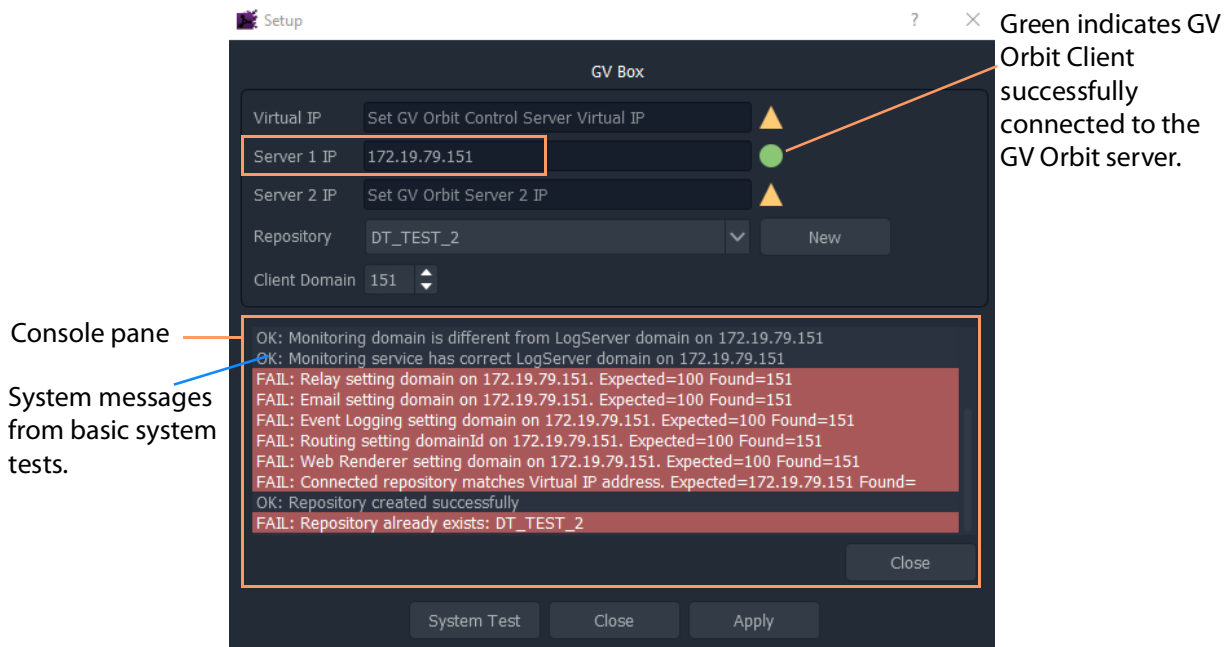 Setup
?
Green indicates GV
Orbit Client
successfully
connected to the
GV Orbit server.
GV Box
Virtual IP
Set GV Orbit Control Server Virtual IP
Server 1 IP
172.19.79.151
Server 2 IP
Set GV Orbit Server 2 IP
Repository
DT_TEST_2
New
Client Domain
151
Console pane
System messages
from basic system
tests.
OK: Monitoring domain is different from LogServer domain on 172.19.79.151
OK: Monitoring service has correct LogServer domain on 172.19.79.151
FAIL: Relay setting domain on 172.19.79.151. Expected=100 Found=151
FAIL: Email setting domain on 172.19.79.151. Expected=100 Found=151
FAIL: Event Logging setting domain on 172.19.79.151. Expected=100 Found=151
FAIL: Routing setting domainId on 172.19.79.151. Expected=100 Found=151
FAIL: Web Renderer setting domain on 172.19.79.151. Expected=100 Found=151
FAIL: Connected repository matches Virtual IP address. Expected=172.19.79.151 Found=
OK: Repository created successfully
FAIL: Repository already exists: DT_TEST_2
Close
System Test
Close
Apply